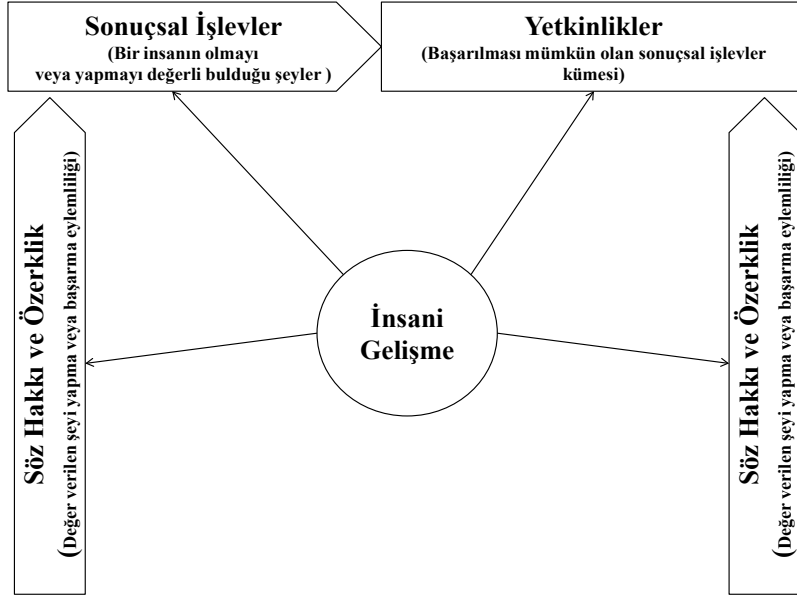 Sonuçsal İşlevler
(Bir insanın olmayı
veya yapmayı değerli bulduğu şeyler )
Yetkinlikler
(Başarılması mümkün olan sonuçsal işlevler
kümesi)
Söz Hakkı ve Özerklik
(Değer verilen şeyi yapma veya başarma eylemliliği)
İnsani
Gelişme
Söz Hakkı ve Özerklik
(Değer verilen şeyi yapma veya başarma eylemliliği)